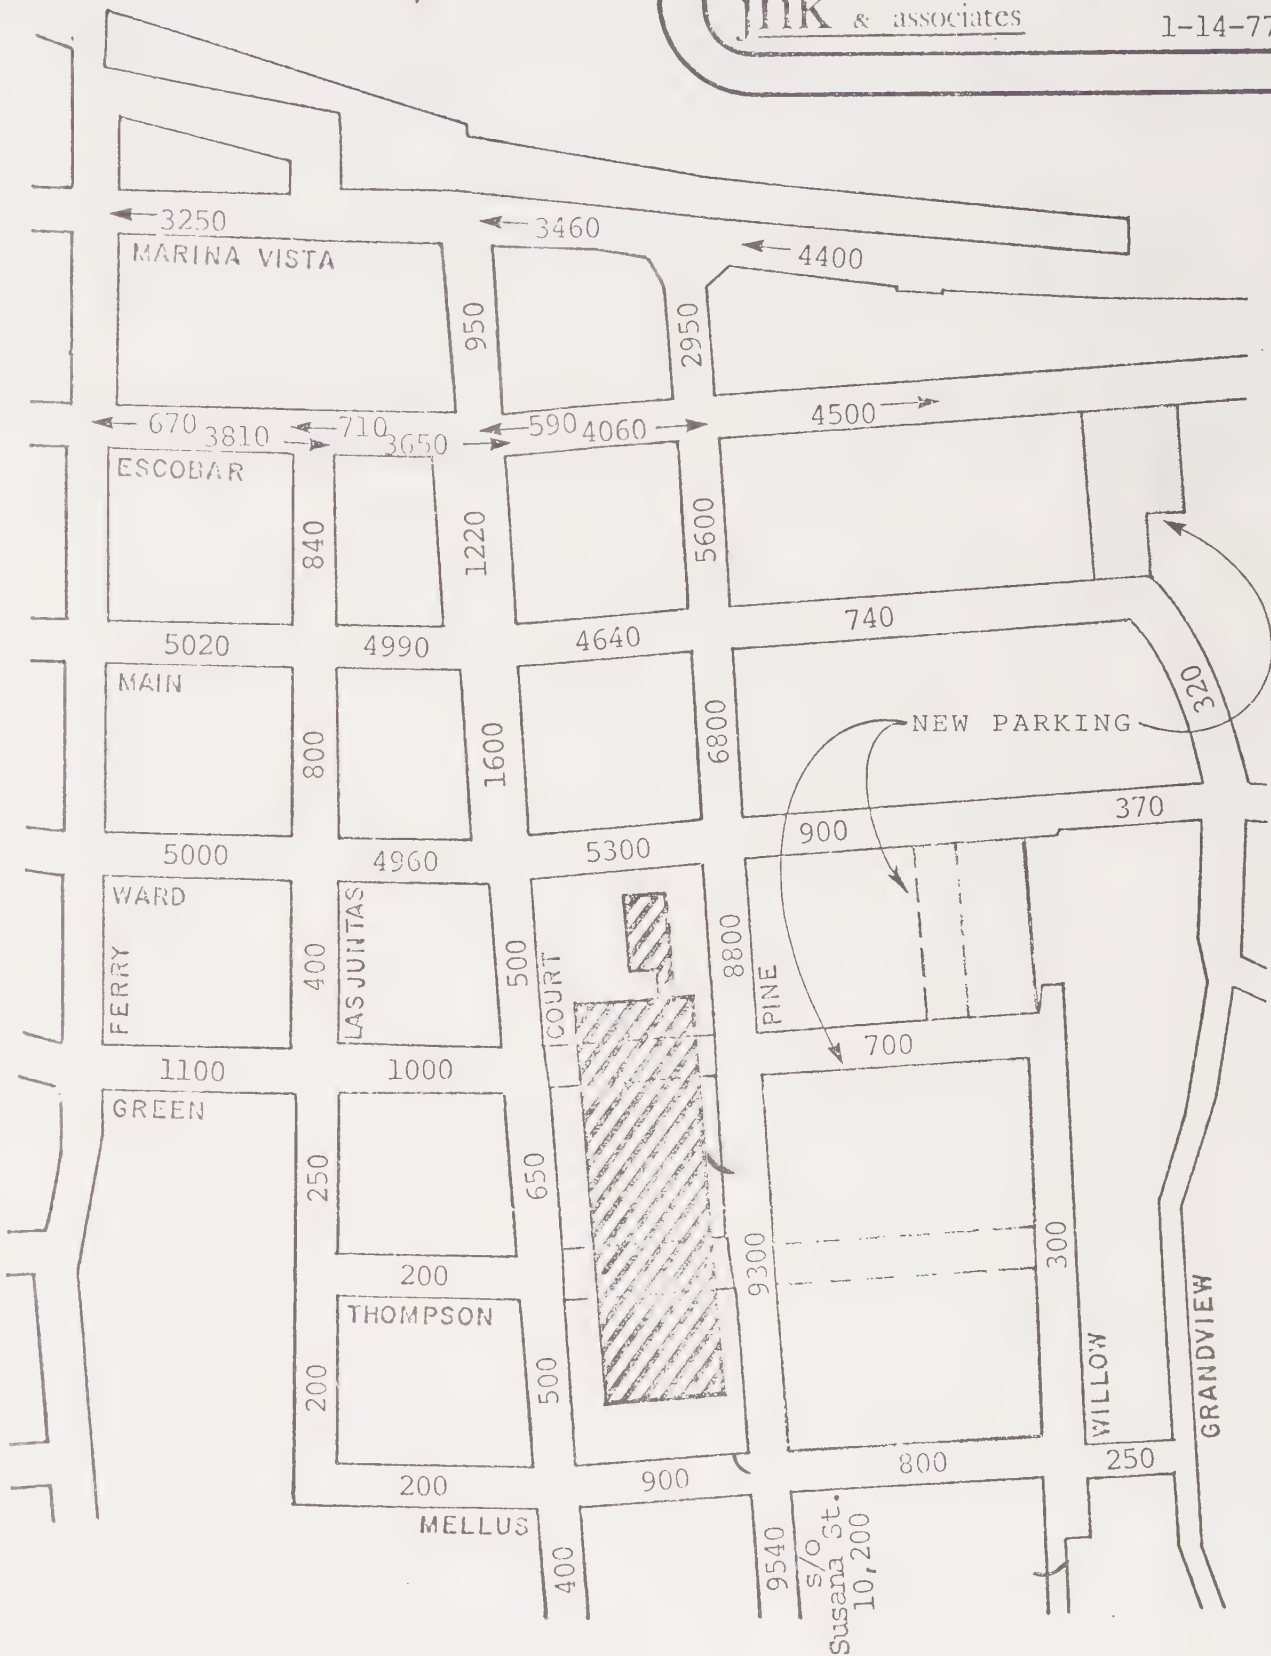 jhk & associates
1-14-77
3250
3460
4400
MARINA VISTA
950
2950
670
3810
710
3650
590
4060
4500
ESCOBAR
840
1220
5600
5020
4990
4640
740
MAIN
320
800
1600
6800
NEW PARKING
5000
4960
5300
900
370
WARD
FERRY
400
LAS JUNTAS
500
COURT
8800
PINE
1100
1000
700
GREEN
250
650
9300
300
200
THOMPSON
200
500
WILLOW
GRANDVIEW
200
900
800
250
MELLUS
400
9540
s/o
Susana St.
10,200